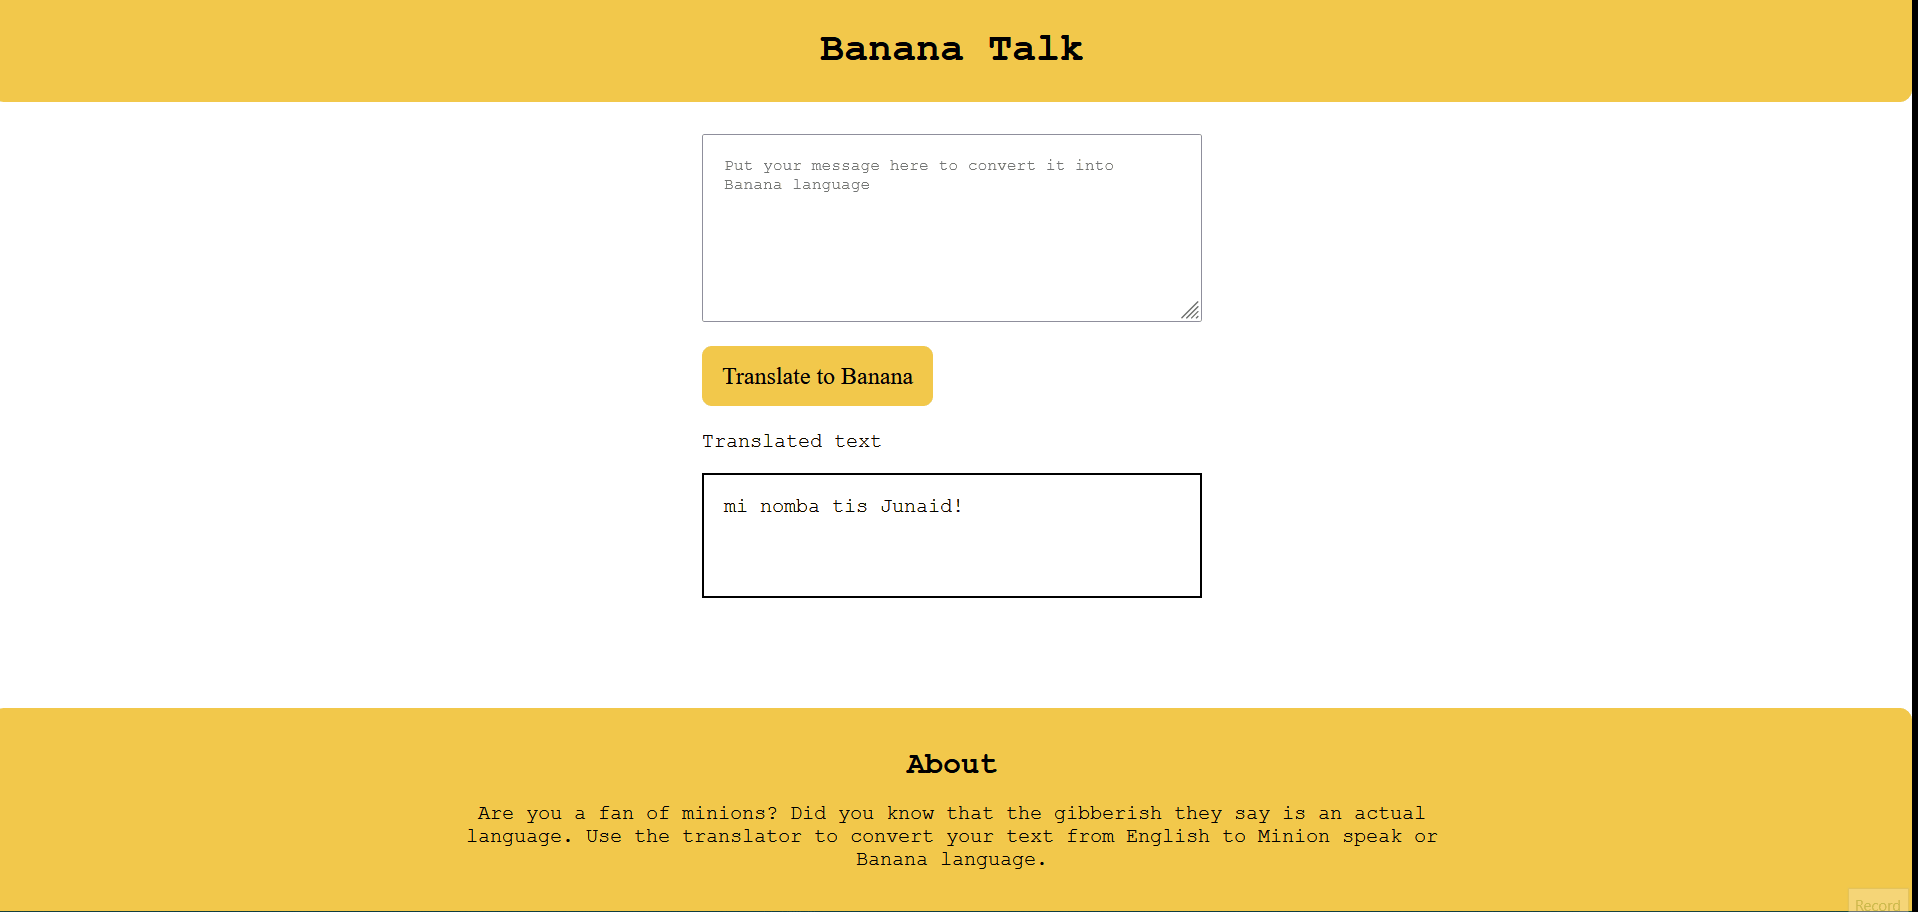 Banana Talk
Put your message here to convert it into
Banana language
Translate to Banana
Translated text
mi nomba tis Junaid!
About
Are you a fan of minions? Did you know that the gibberish they say is an actual
language. Use the translator to convert your text from English to Minion speak or
Banana language.
Record